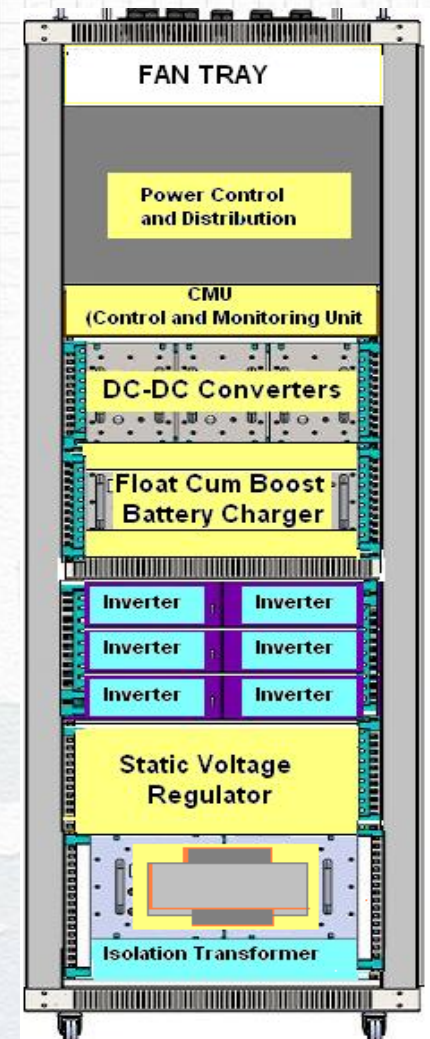 FAN TRAY
Power Control
and Distribution
CMU
(Control and Monitoring Unit
DC-DC Converters
Float Cum Boost
Battery Charger
Inverter Inverter
Inverter Inverter
Inverter Inverter
Static Voltage
Regulator
Isolation Transformer